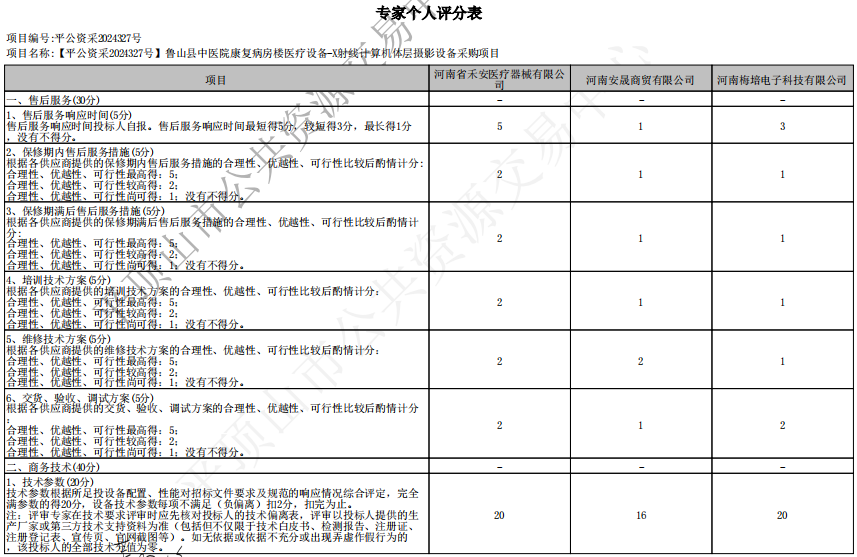 专家个人评分表
项目编号:平公资采2024327号
项目名称:【平公资采2024327号】鲁山县中医院康复病房楼医疗设备-X射线计算机体层摄影设备采购项目
项目 河南省禾安医疗器械有限公司 河南安晟商贸有限公司 河南梅培电子科技有限公司
一、售后服务(30分) - - -
1、售后服务响应时间(5分)
售后服务响应时间投标人自报。售后服务响应时间最短得5分，较短得3分，最长得1分
，没有不得分。
5 1 3
2、保修期内售后服务措施(5分)
根据各供应商提供的保修期内售后服务措施的合理性、优越性、可行性比较后酌情计分:
合理性、优越性、可行性最高得：5;
合理性、优越性、可行性较高得：2;
合理性、优越性、可行性尚可得：1；没有不得分。
2 1 1
3、保修期满后售后服务措施(5分)
根据各供应商提供的保修期满后售后服务措施的合理性、优越性、可行性比较后酌情计
分:
合理性、优越性、可行性最高得：5;
合理性、优越性、可行性较高得：2;
合理性、优越性、可行性尚可得：1；没有不得分。
2 1 1
4、培训技术方案(5分)
根据各供应商提供的培训技术方案的合理性、优越性、可行性比较后酌情计分：
合理性、优越性、可行性最高得：5;
合理性、优越性、可行性较高得：2;
合理性、优越性、可行性尚可得：1；没有不得分。
2 1 1
5、维修技术方案(5分)
根据各供应商提供的维修技术方案的合理性、优越性、可行性比较后酌情计分：
合理性、优越性、可行性最高得：5;
合理性、优越性、可行性较高得：2;
合理性、优越性、可行性尚可得：1；没有不得分。
2 2 1
6、交货、验收、调试方案(5分)
根据各供应商提供的交货、验收、调试方案的合理性、优越性、可行性比较后酌情计分
：
合理性、优越性、可行性最高得：5;
合理性、优越性、可行性较高得：2;
合理性、优越性、可行性尚可得：1；没有不得分。
2 1 2
二、商务技术(40分) - - -
1、技术参数(20分)
技术参数根据所足投设备配置、性能对招标文件要求及规范的响应情况综合评定，完全
满参数的得20分，设备技术参数每项不满足（负偏离）扣2分，扣完为止。
注：评审专家在技术要求评审时应先核对投标人的技术偏离表，评审以投标人提供的生
产厂家或第三方技术支持资料为准（包括但不仅限于技术白皮书、检测报告、注册证、
注册登记表、宣传页、官网截图等）。如无依据或依据不充分或出现弄虚作假行为的
，该投标人的全部技术分值为零。
20 16 20
平顶山市公共资源交易中心
平顶山市公共资源交易中心